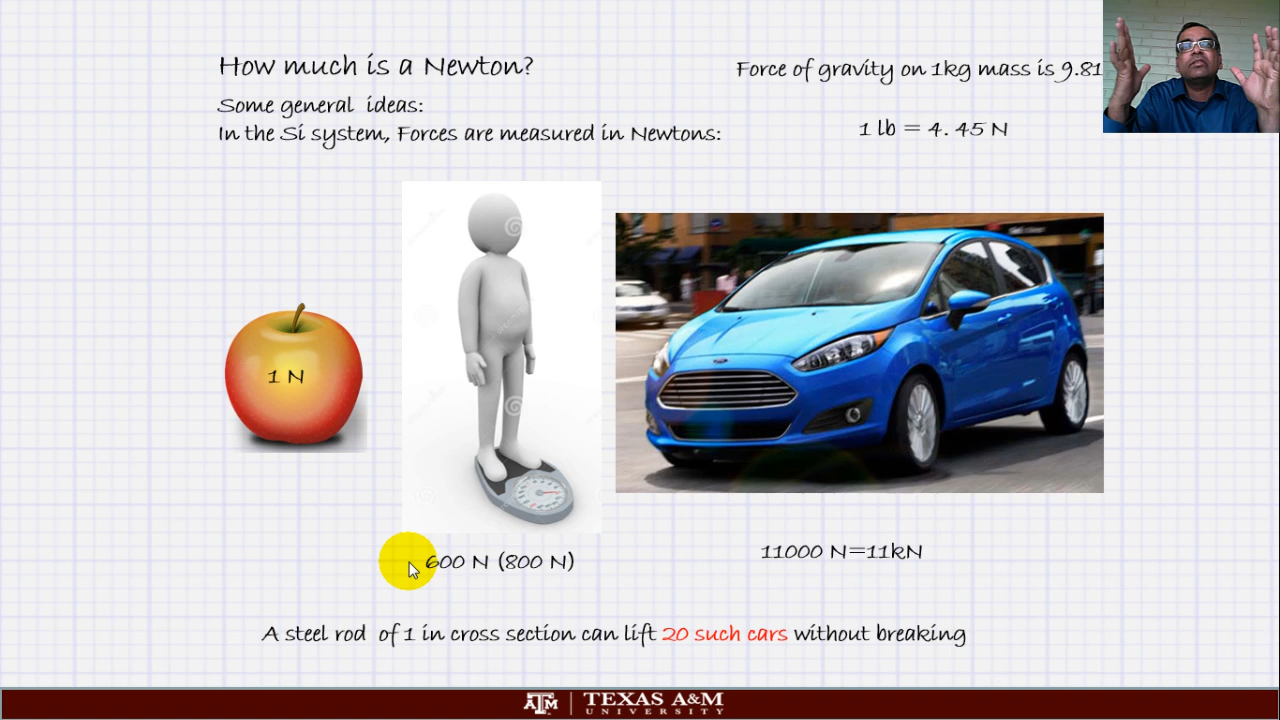 How much is a Newton?
Force of gravity on 1kg mass is 9.81
Some general ideas:
In the Si system, Forces are measured in Newtons:
1 lb = 4.45 N
1 N
600 N (800 N)
11000 N=11kN
A steel rod of 1 in cross section can lift 20 such cars without breaking
ATM TEXAS A&M
UNIVERSITY